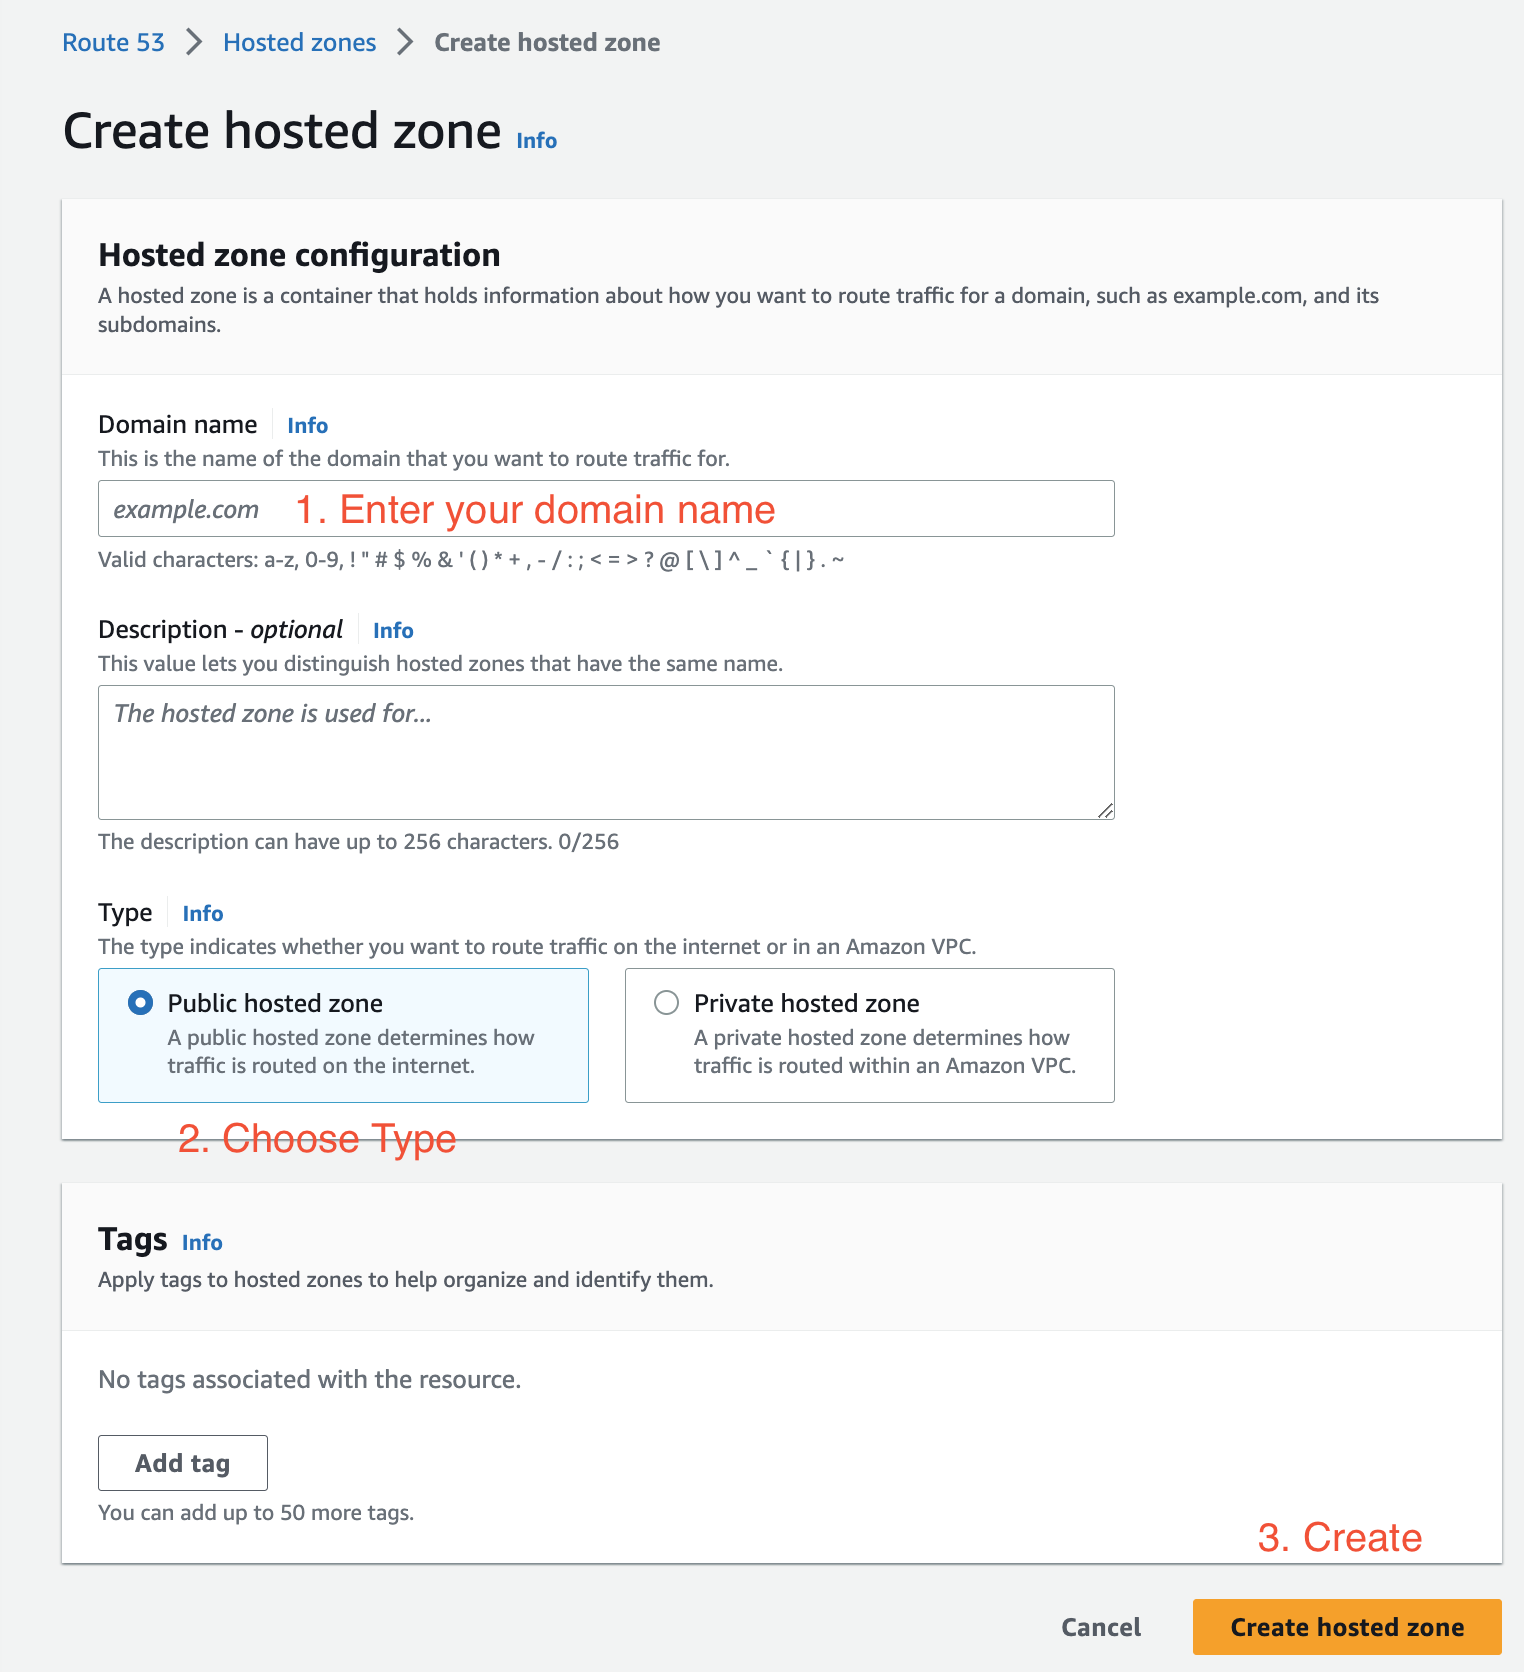 Route 53 > Hosted zones > Create hosted zone
Create hosted zone Info
Hosted zone configuration
A hosted zone is a container that holds information about how you want to route traffic for a domain, such as example.com, and its
subdomains.
Domain name Info
This is the name of the domain that you want to route traffic for.
example.com 1. Enter your domain name
Valid characters: a-z, 0-9, ! " # $ % & ' ( ) * + , - / : ; < = > ? @ [ \ ] ^ _ ` { | } . ~
Description - optional Info
This value lets you distinguish hosted zones that have the same name.
The hosted zone is used for...
The description can have up to 256 characters. 0/256
Type Info
The type indicates whether you want to route traffic on the internet or in an Amazon VPC.
Public hosted zone
A public hosted zone determines how
traffic is routed on the internet.
Private hosted zone
A private hosted zone determines how
traffic is routed within an Amazon VPC.
2. Choose Type
Tags Info
Apply tags to hosted zones to help organize and identify them.
No tags associated with the resource.
Add tag
You can add up to 50 more tags.
3. Create
Cancel Create hosted zone